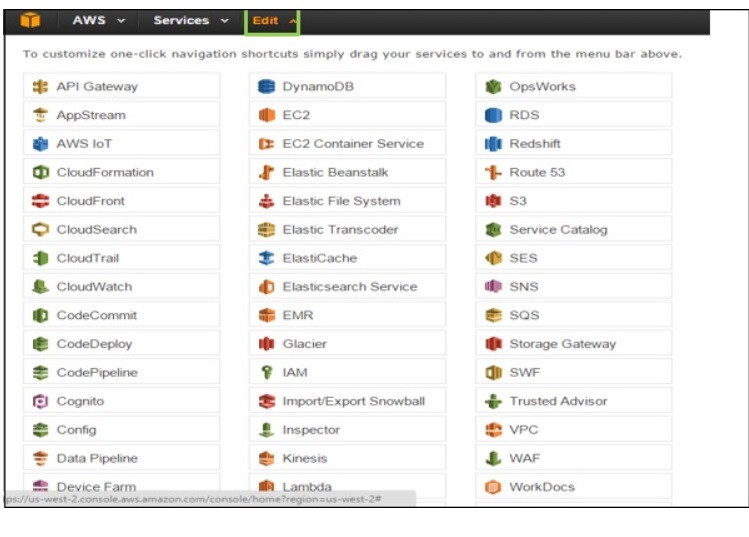 AWS Services Edit
To customize one-click navigation shortcuts simply drag your services to and from the menu bar above.
API Gateway DynamoDB OpsWorks
AppStream EC2 RDS
AWS IoT EC2 Container Service Redshift
CloudFormation Elastic Beanstalk Route 53
CloudFront Elastic File System S3
CloudSearch Elastic Transcoder Service Catalog
CloudTrail ElastiCache SES
CloudWatch Elasticsearch Service SNS
CodeCommit EMR SQS
CodeDeploy Glacier Storage Gateway
CodePipeline IAM SWF
Cognito Import/Export Snowball Trusted Advisor
Config Inspector VPC
Data Pipeline Kinesis WAF
Device Farm Lambda WorkDocs
ps://us-west-2.console.aws.amazon.com/console/home?region=us-west-2#